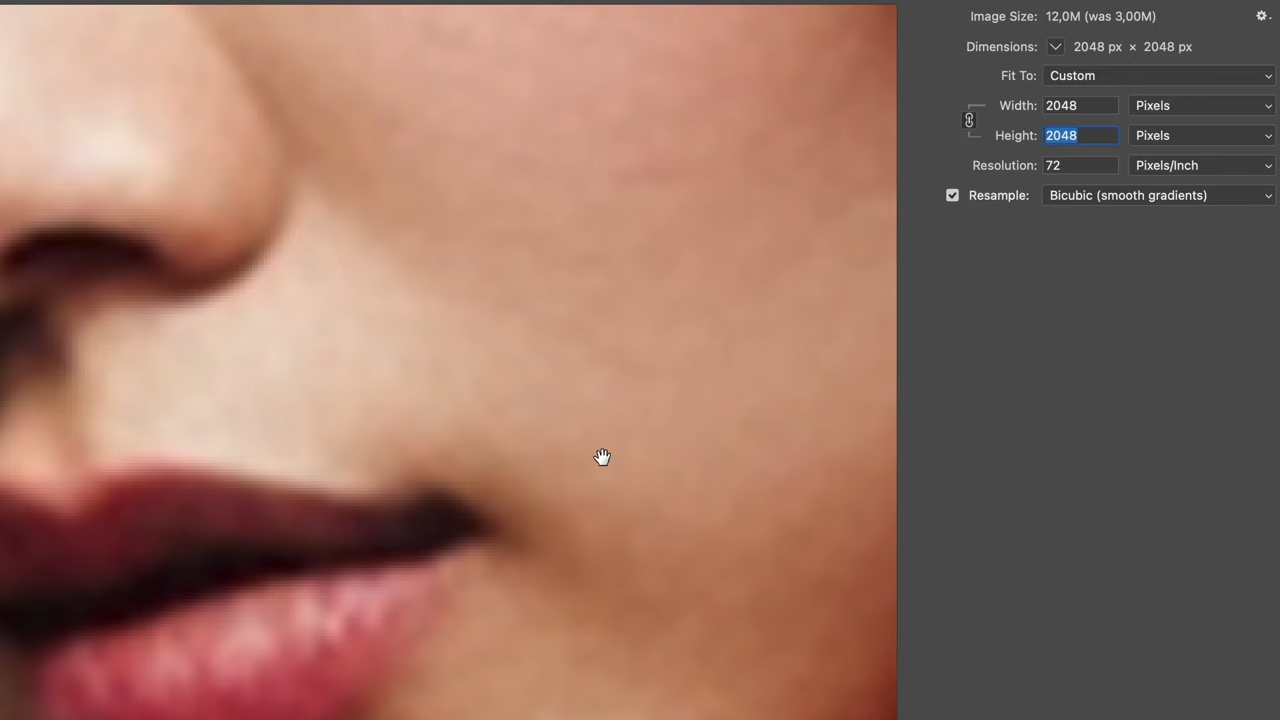 Image Size: 12,0M (was 3,00M)
Dimensions: 2048 px × 2048 px
Fit To: Custom
Width: 2048 Pixels
Height: 2048 Pixels
Resolution: 72 Pixels/Inch
Resample: Bicubic (smooth gradients)